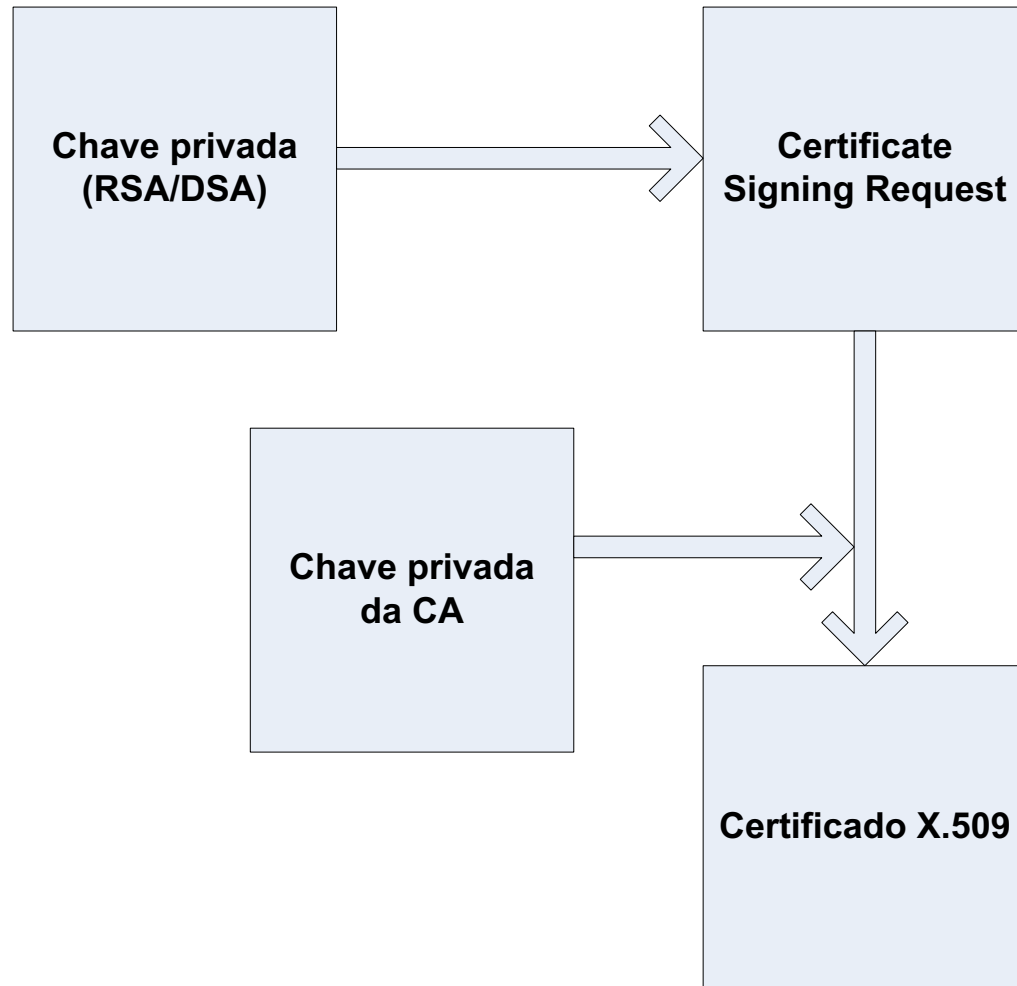 Chave privada
(RSA/DSA)
Certificate
Signing Request
Chave privada
da CA
Certificado X.509